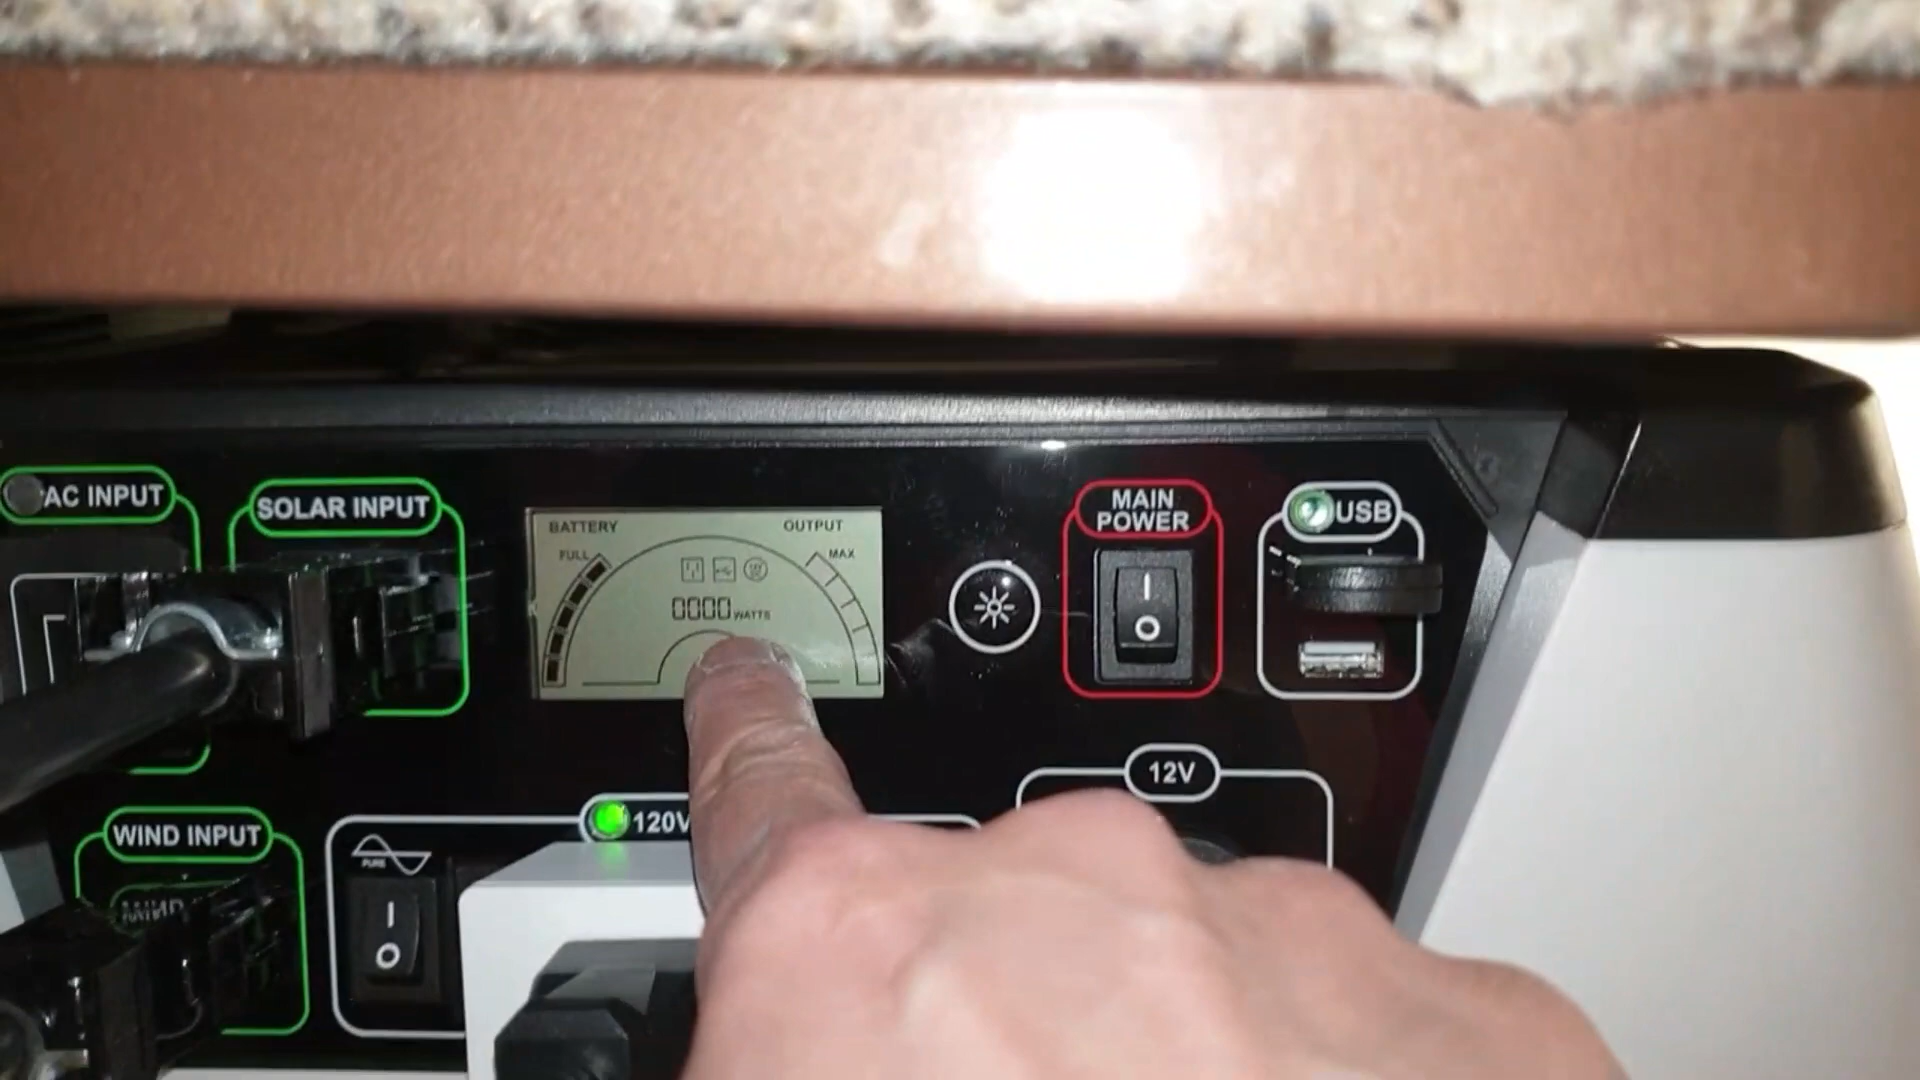 AC INPUT
SOLAR INPUT
BATTERY
OUTPUT
FULL
MAX
0000 WATTS
MAIN
POWER
I
O
USB
12V
WIND INPUT
120V
PURE
I
O